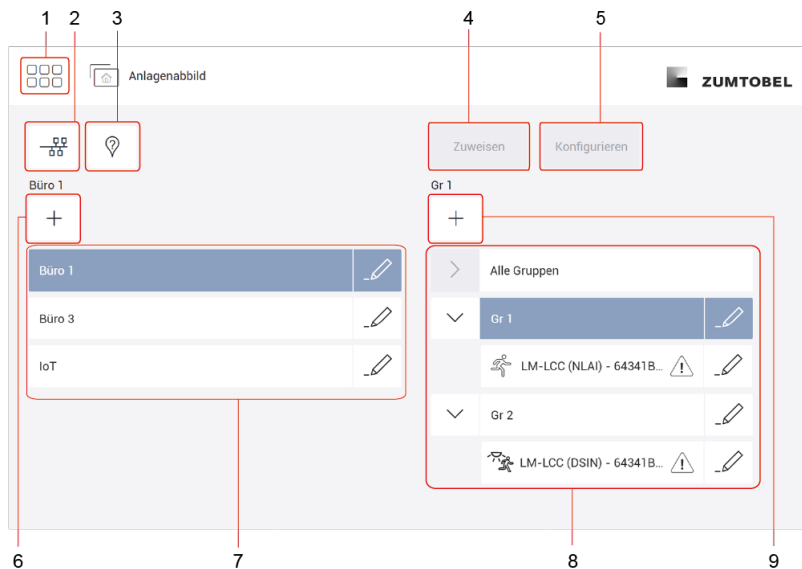 1 2 3 4 5
Anlagenabbild
ZUMTOBEL
Zuweisen Konfigurieren
Büro 1
+
Büro 1
Büro 3
IoT
Gr 1
+
Alle Gruppen
Gr 1
LM-LCC (NLAI) - 64341B...
Gr 2
LM-LCC (DSIN) - 64341B...
6 7 8 9